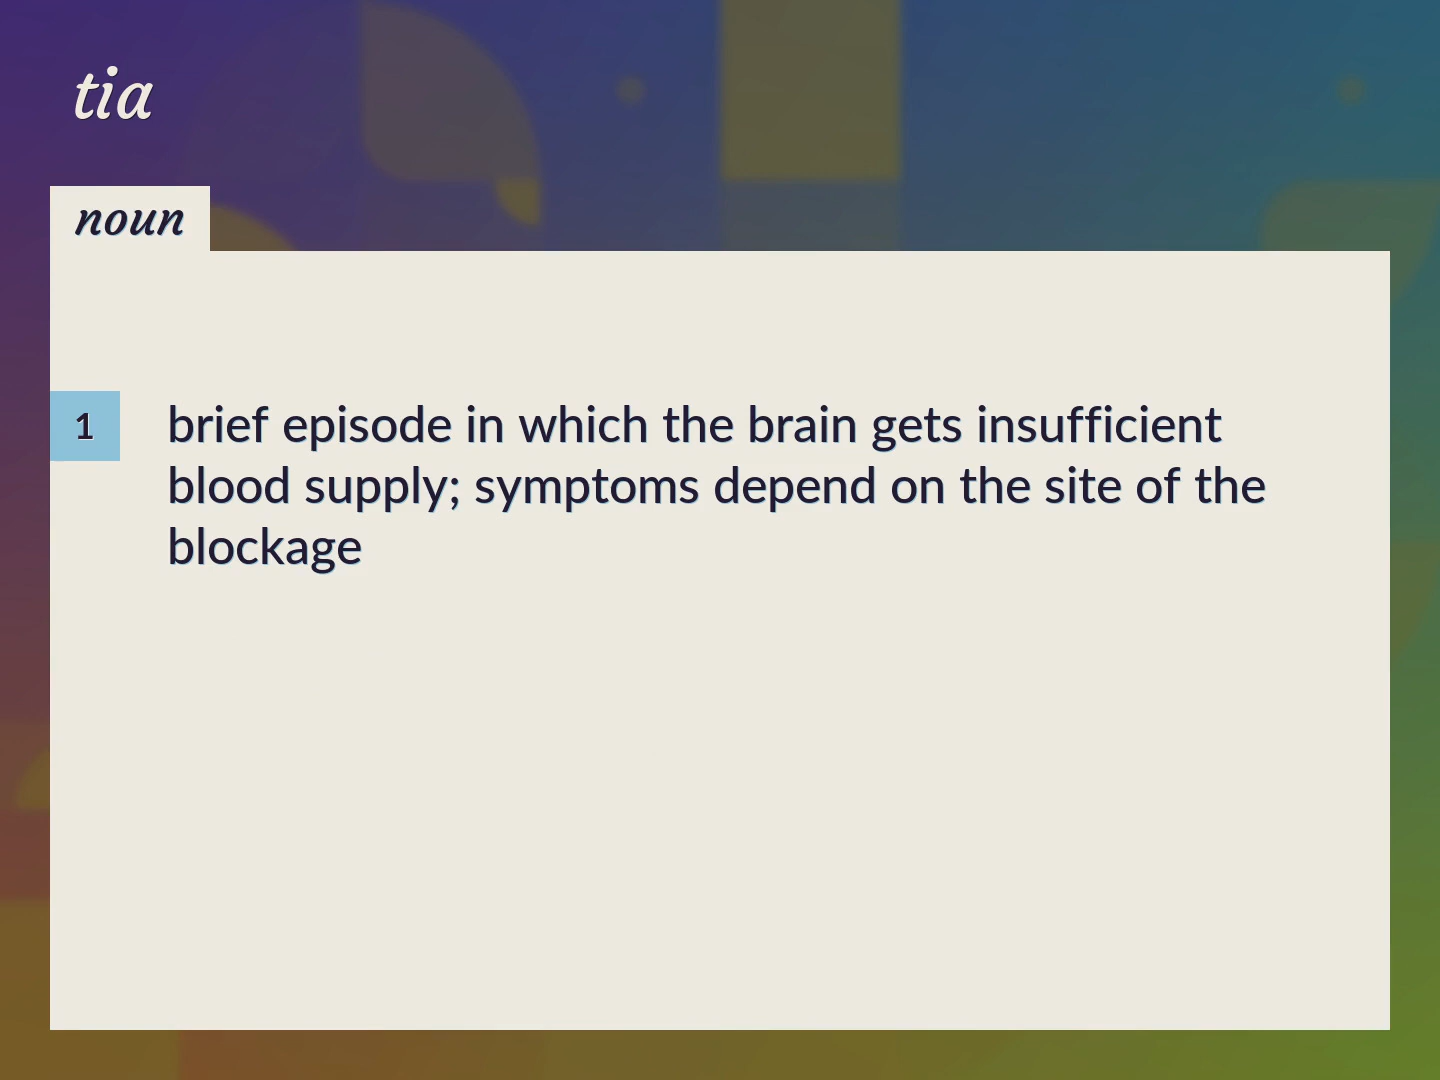 tia
noun
1
brief episode in which the brain gets insufficient
blood supply; symptoms depend on the site of the
blockage